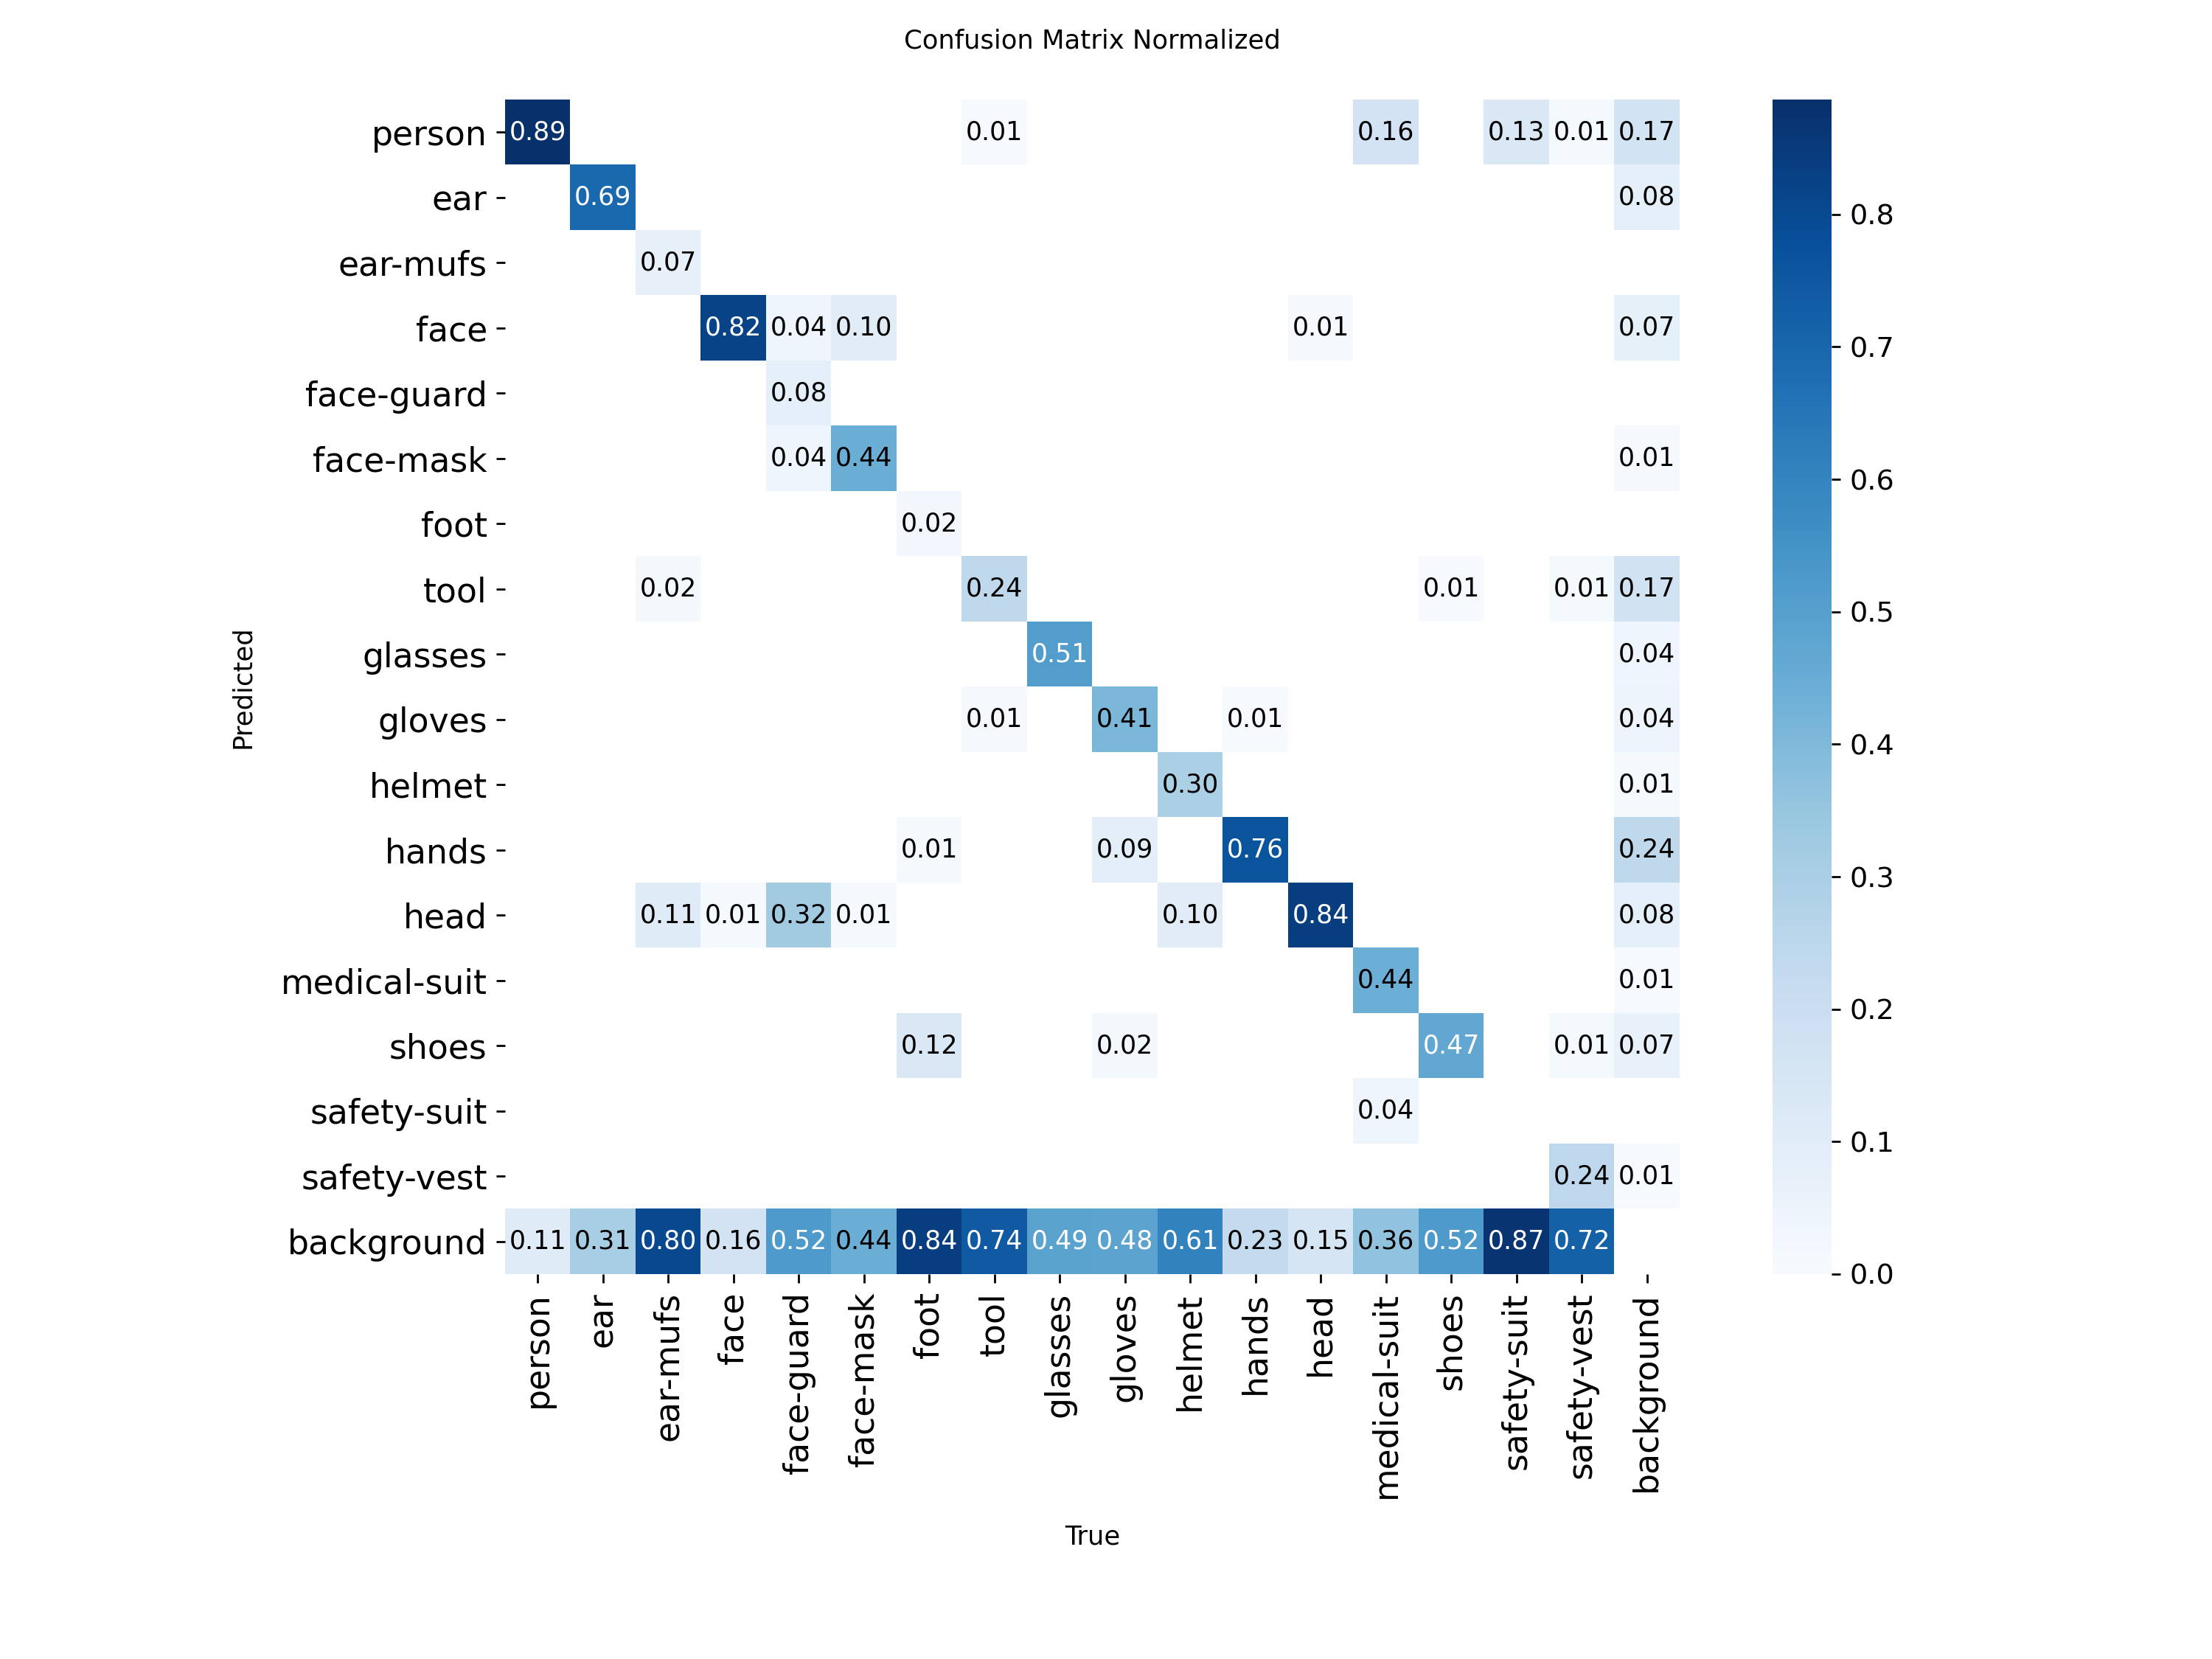 Confusion Matrix Normalized
person 0.89 0.01 0.16 0.13 0.01 0.17
ear 0.69 0.08
ear-mufs 0.07
face 0.82 0.04 0.10 0.01 0.07
face-guard 0.08
face-mask 0.04 0.44 0.01
foot 0.02
tool 0.02 0.24 0.01 0.01 0.17
glasses 0.51 0.04
gloves 0.01 0.41 0.01 0.04
helmet 0.30 0.01
hands 0.01 0.09 0.76 0.24
head 0.11 0.01 0.32 0.01 0.10 0.84 0.08
medical-suit 0.44 0.01
shoes 0.12 0.02 0.47 0.01 0.07
safety-suit 0.04
safety-vest 0.24 0.01
background 0.11 0.31 0.80 0.16 0.52 0.44 0.84 0.74 0.49 0.48 0.61 0.23 0.15 0.36 0.52 0.87 0.72
person ear ear-mufs face face-guard face-mask foot tool glasses gloves helmet hands head medical-suit shoes safety-suit safety-vest background
True
Predicted
0.8
0.7
0.6
0.5
0.4
0.3
0.2
0.1
0.0